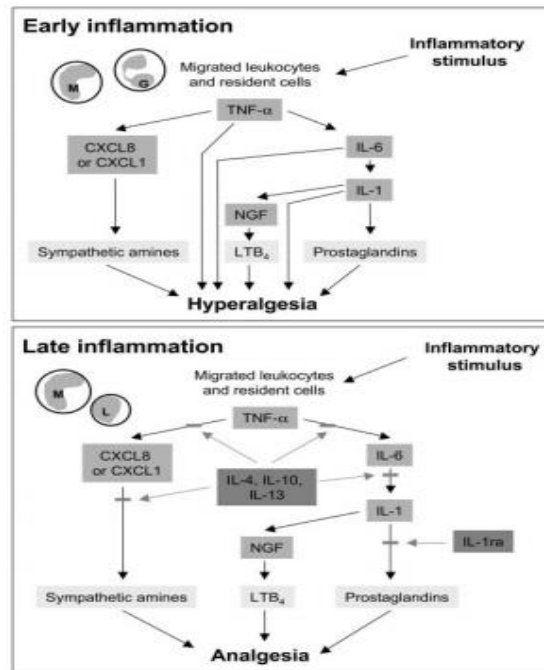 Early inflammation
Inflammatory
stimulus
Migrated leukocytes
and resident cells
M
G
TNF-α
CXCL8
or CXCL1
IL-6
IL-1
NGF
Sympathetic amines
LTB₄
Prostaglandins
Hyperalgesia
Late inflammation
Inflammatory
stimulus
Migrated leukocytes
and resident cells
M
L
TNF-α
CXCL8
or CXCL1
IL-6
IL-4, IL-10,
IL-13
IL-1
NGF
IL-1ra
Sympathetic amines
LTB₄
Prostaglandins
Analgesia